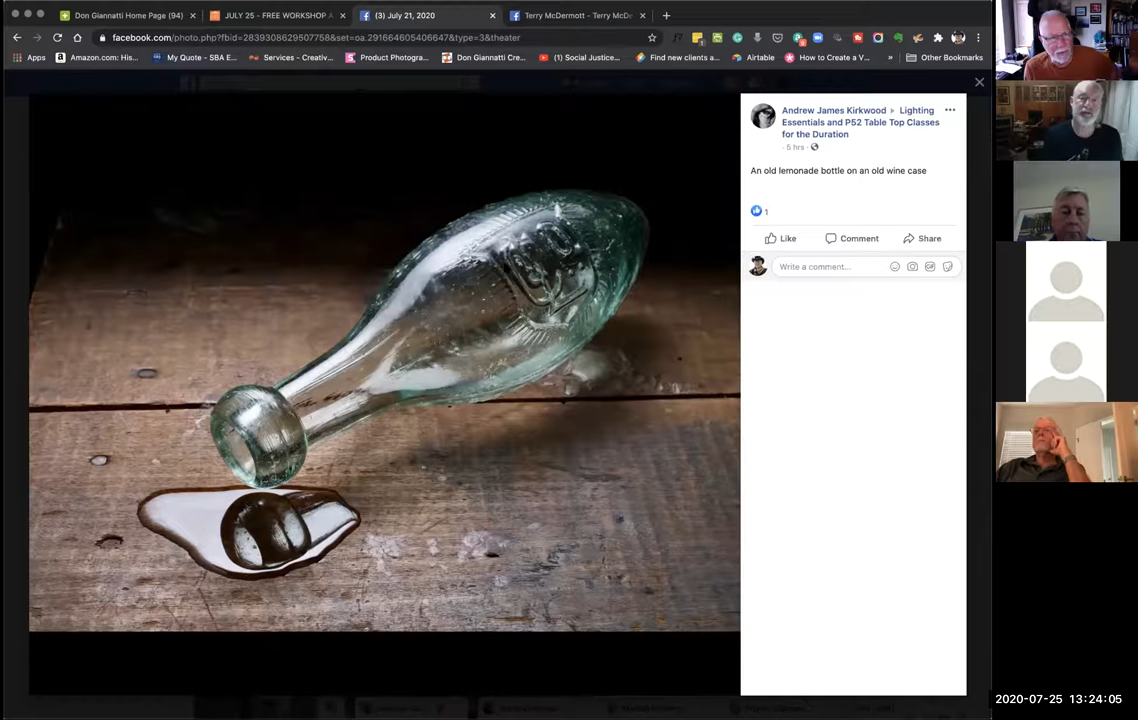 Don Giannatti Home Page (94)
JULY 25 - FREE WORKSHOP A
(3) July 21, 2020
Terry McDermott - Terry McDe
facebook.com/photo.php?fbid=2839308629507758&set=oa.291664605406647&type=3&theater
Apps
Amazon.com: His...
My Quote - SBA E...
Services - Creativ...
Product Photogra...
Don Giannatti Cre...
(1) Social Justice...
Find new clients a...
Airtable
How to Create a V...
»
Other Bookmarks
Andrew James Kirkwood ▸ Lighting
Essentials and P52 Table Top Classes
for the Duration
5 hrs ·
An old lemonade bottle on an old wine case
1
Like
Comment
Share
Write a comment...
2020-07-25 13:24:05